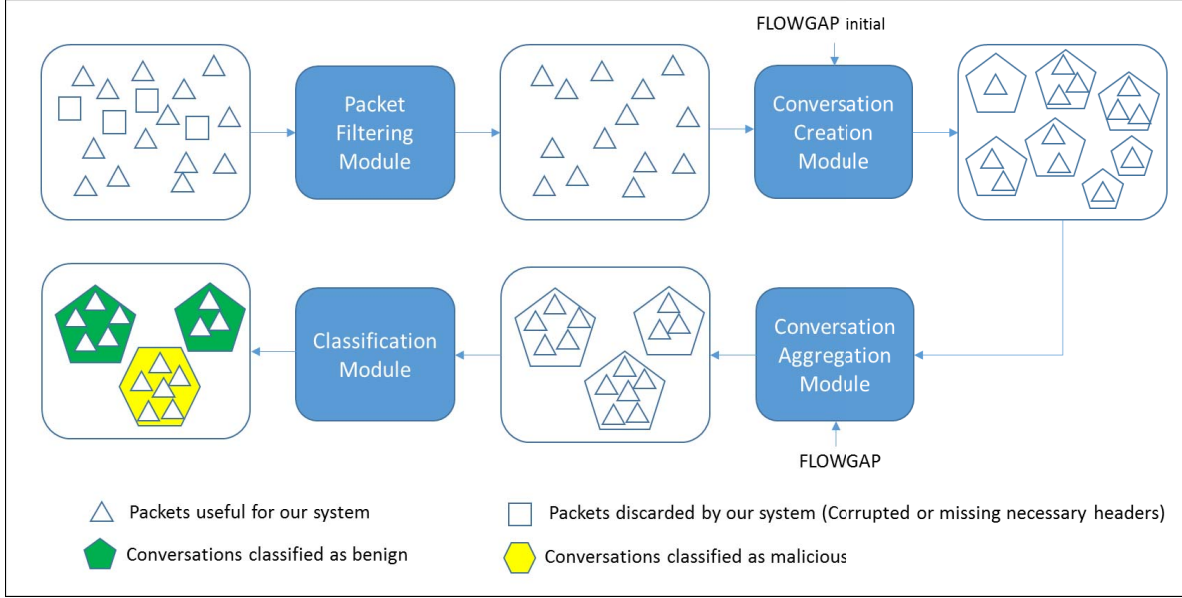 FLOWGAP initial
Packet
Filtering
Module
Conversation
Creation
Module
Classification
Module
Conversation
Aggregation
Module
FLOWGAP
Packets useful for our system
Packets discarded by our system (Corrupted or missing necessary headers)
Conversations classified as benign
Conversations classified as malicious